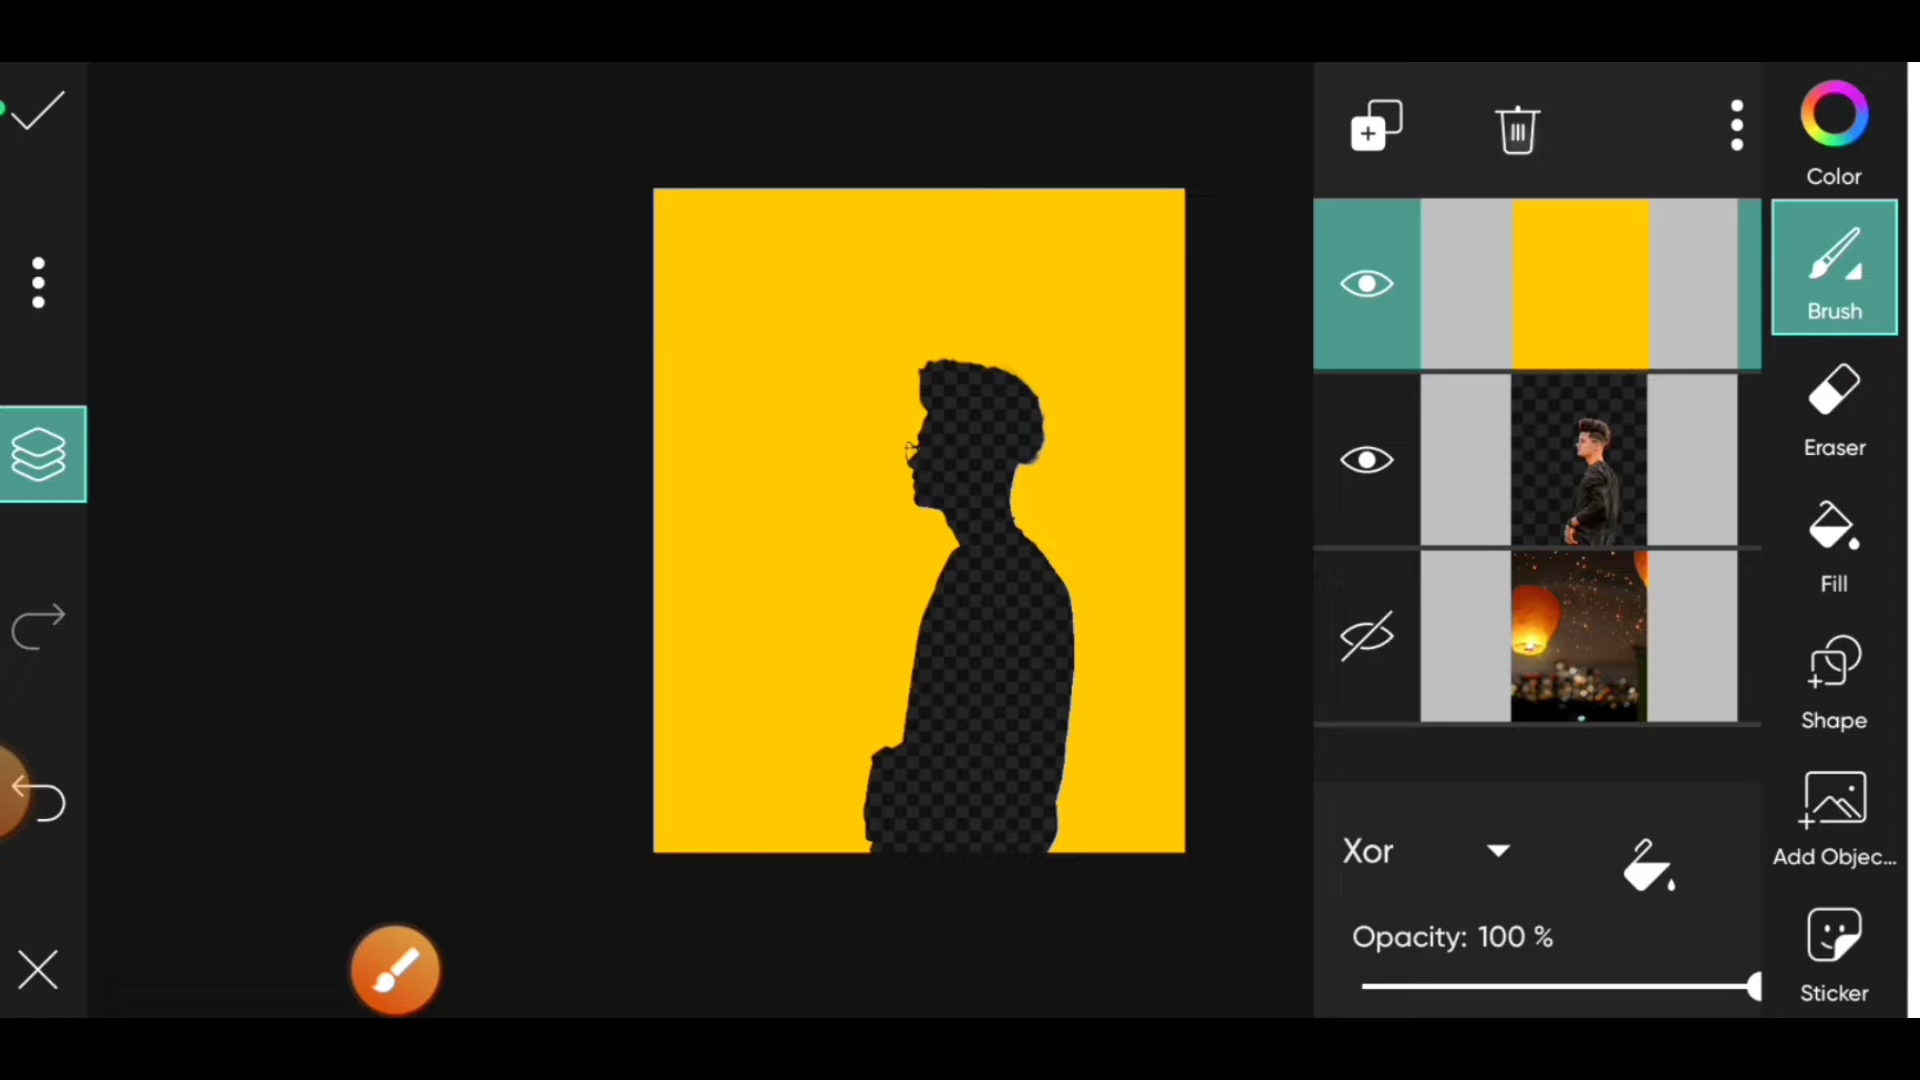 Color
Brush
Eraser
Fill
Shape
Add Objec...
Sticker
Xor
Opacity: 100 %